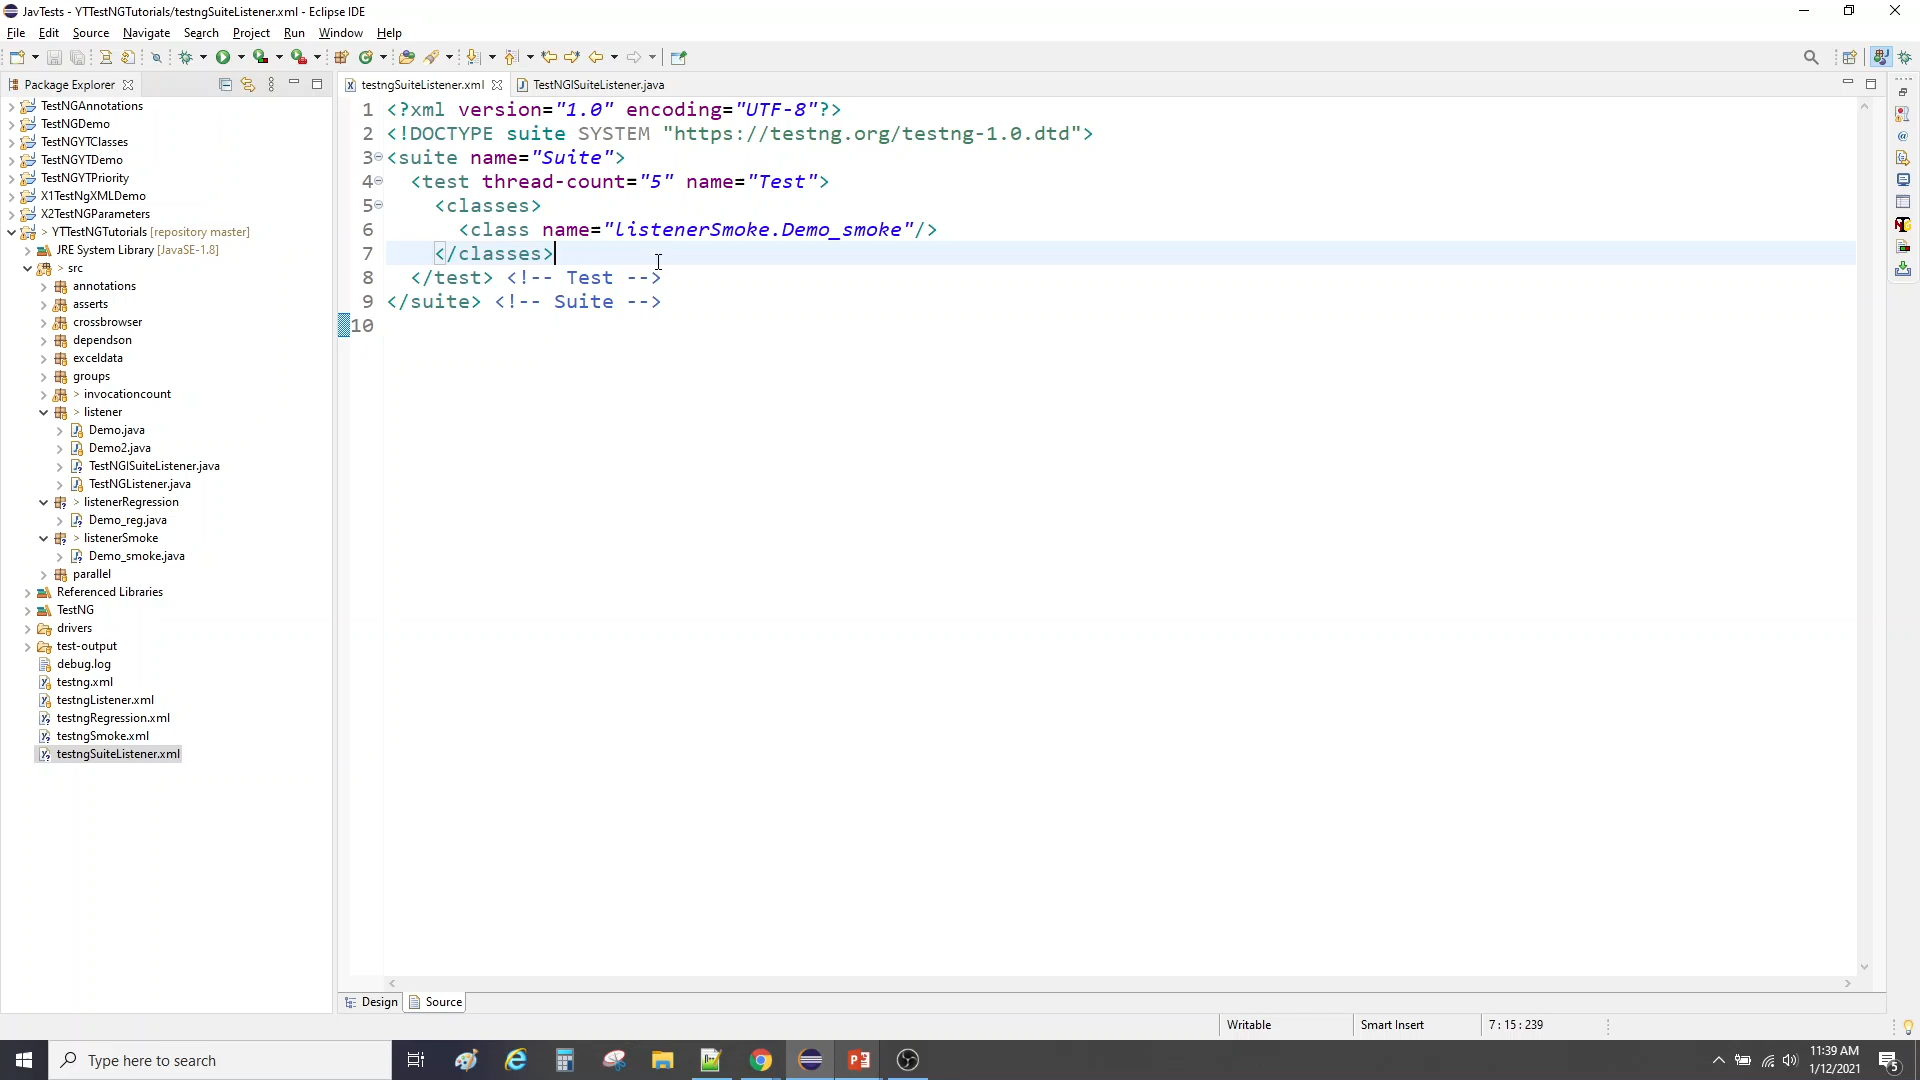 JavTests - YTTestNGTutorials/testngSuiteListener.xml - Eclipse IDE
File Edit Source Navigate Search Project Run Window Help
Package Explorer
testngSuiteListener.xml TestNGISuiteListener.java
TestNGAnnotations
TestNGDemo
TestNGYTClasses
TestNGYTDemo
TestNGYTPriority
X1TestNgXMLDemo
X2TestNGParameters
> YTTestNGTutorials [repository master]
JRE System Library [JavaSE-1.8]
> src
annotations
asserts
crossbrowser
dependson
exceldata
groups
> invocationcount
> listener
Demo.java
Demo2.java
TestNGISuiteListener.java
TestNGListener.java
> listenerRegression
Demo_reg.java
> listenerSmoke
Demo_smoke.java
parallel
Referenced Libraries
TestNG
drivers
test-output
debug.log
testng.xml
testngListener.xml
testngRegression.xml
testngSmoke.xml
testngSuiteListener.xml
1 <?xml version="1.0" encoding="UTF-8"?>
2 <!DOCTYPE suite SYSTEM "https://testng.org/testng-1.0.dtd">
3 <suite name="Suite">
4 <test thread-count="5" name="Test">
5 <classes>
6 <class name="listenerSmoke.Demo_smoke"/>
7 </classes>
8 </test> <!-- Test -->
9 </suite> <!-- Suite -->
10
Design Source
Writable Smart Insert 7 : 15 : 239
Type here to search
11:39 AM
1/12/2021
5